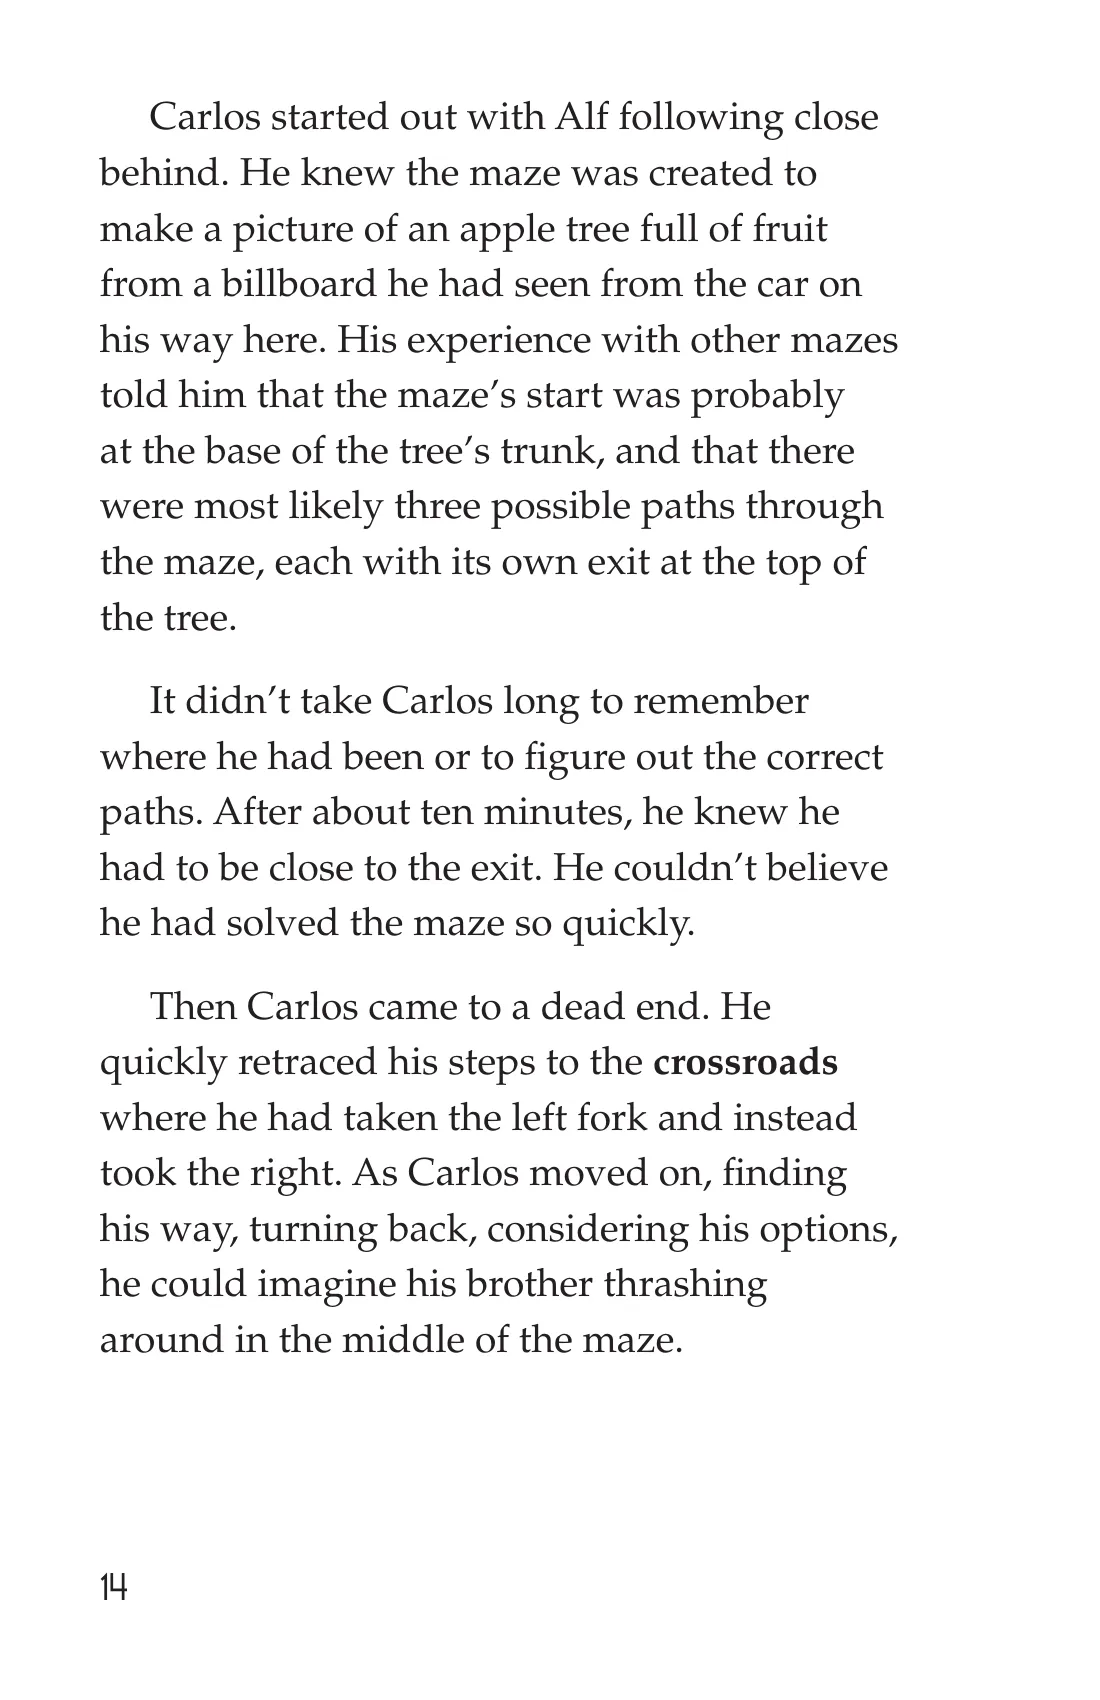 Carlos started out with Alf following close
behind. He knew the maze was created to
make a picture of an apple tree full of fruit
from a billboard he had seen from the car on
his way here. His experience with other mazes
told him that the maze’s start was probably
at the base of the tree’s trunk, and that there
were most likely three possible paths through
the maze, each with its own exit at the top of
the tree.
It didn’t take Carlos long to remember
where he had been or to figure out the correct
paths. After about ten minutes, he knew he
had to be close to the exit. He couldn’t believe
he had solved the maze so quickly.
Then Carlos came to a dead end. He
quickly retraced his steps to the crossroads
where he had taken the left fork and instead
took the right. As Carlos moved on, finding
his way, turning back, considering his options,
he could imagine his brother thrashing
around in the middle of the maze.
14